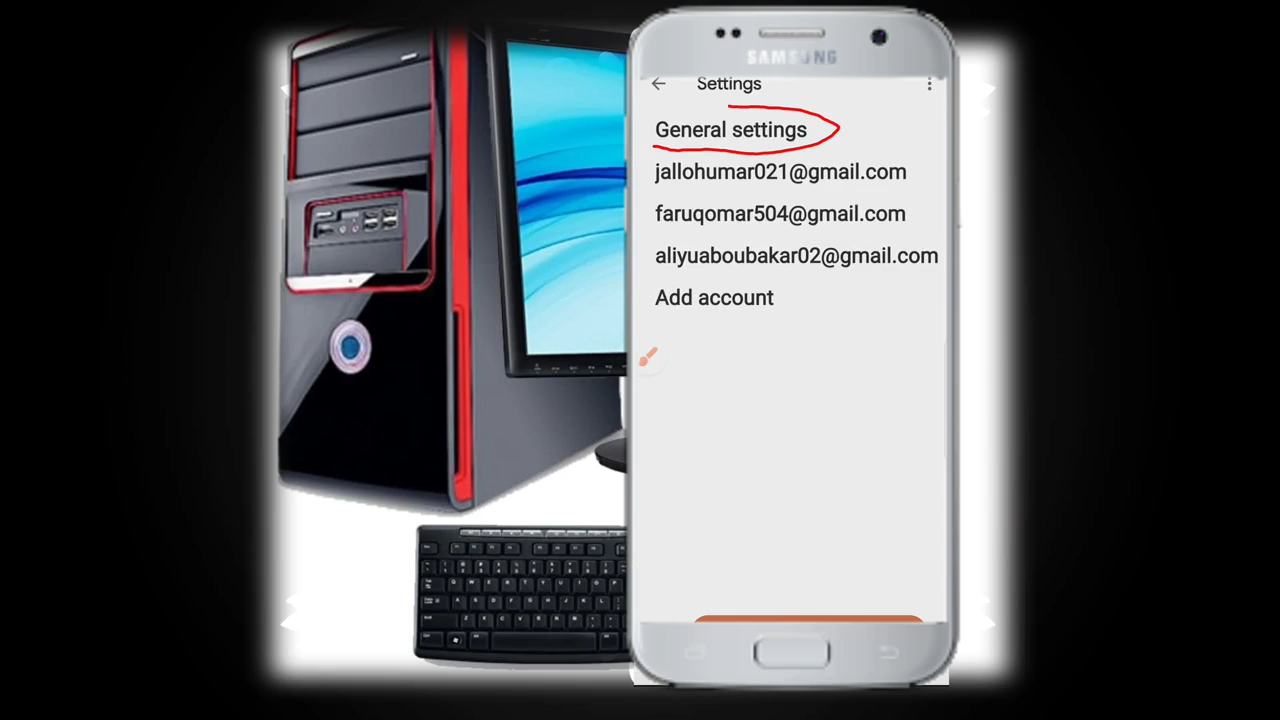 SAMSUNG
Settings
General settings
jallohumar021@gmail.com
faruqomar504@gmail.com
aliyuaboubakar02@gmail.com
Add account